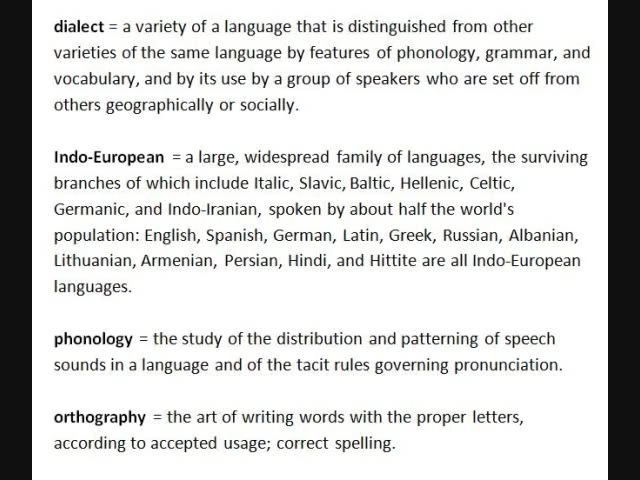 dialect = a variety of a language that is distinguished from other
varieties of the same language by features of phonology, grammar, and
vocabulary, and by its use by a group of speakers who are set off from
others geographically or socially.
Indo-European = a large, widespread family of languages, the surviving
branches of which include Italic, Slavic, Baltic, Hellenic, Celtic,
Germanic, and Indo-Iranian, spoken by about half the world's
population: English, Spanish, German, Latin, Greek, Russian, Albanian,
Lithuanian, Armenian, Persian, Hindi, and Hittite are all Indo-European
languages.
phonology = the study of the distribution and patterning of speech
sounds in a language and of the tacit rules governing pronunciation.
orthography = the art of writing words with the proper letters,
according to accepted usage; correct spelling.